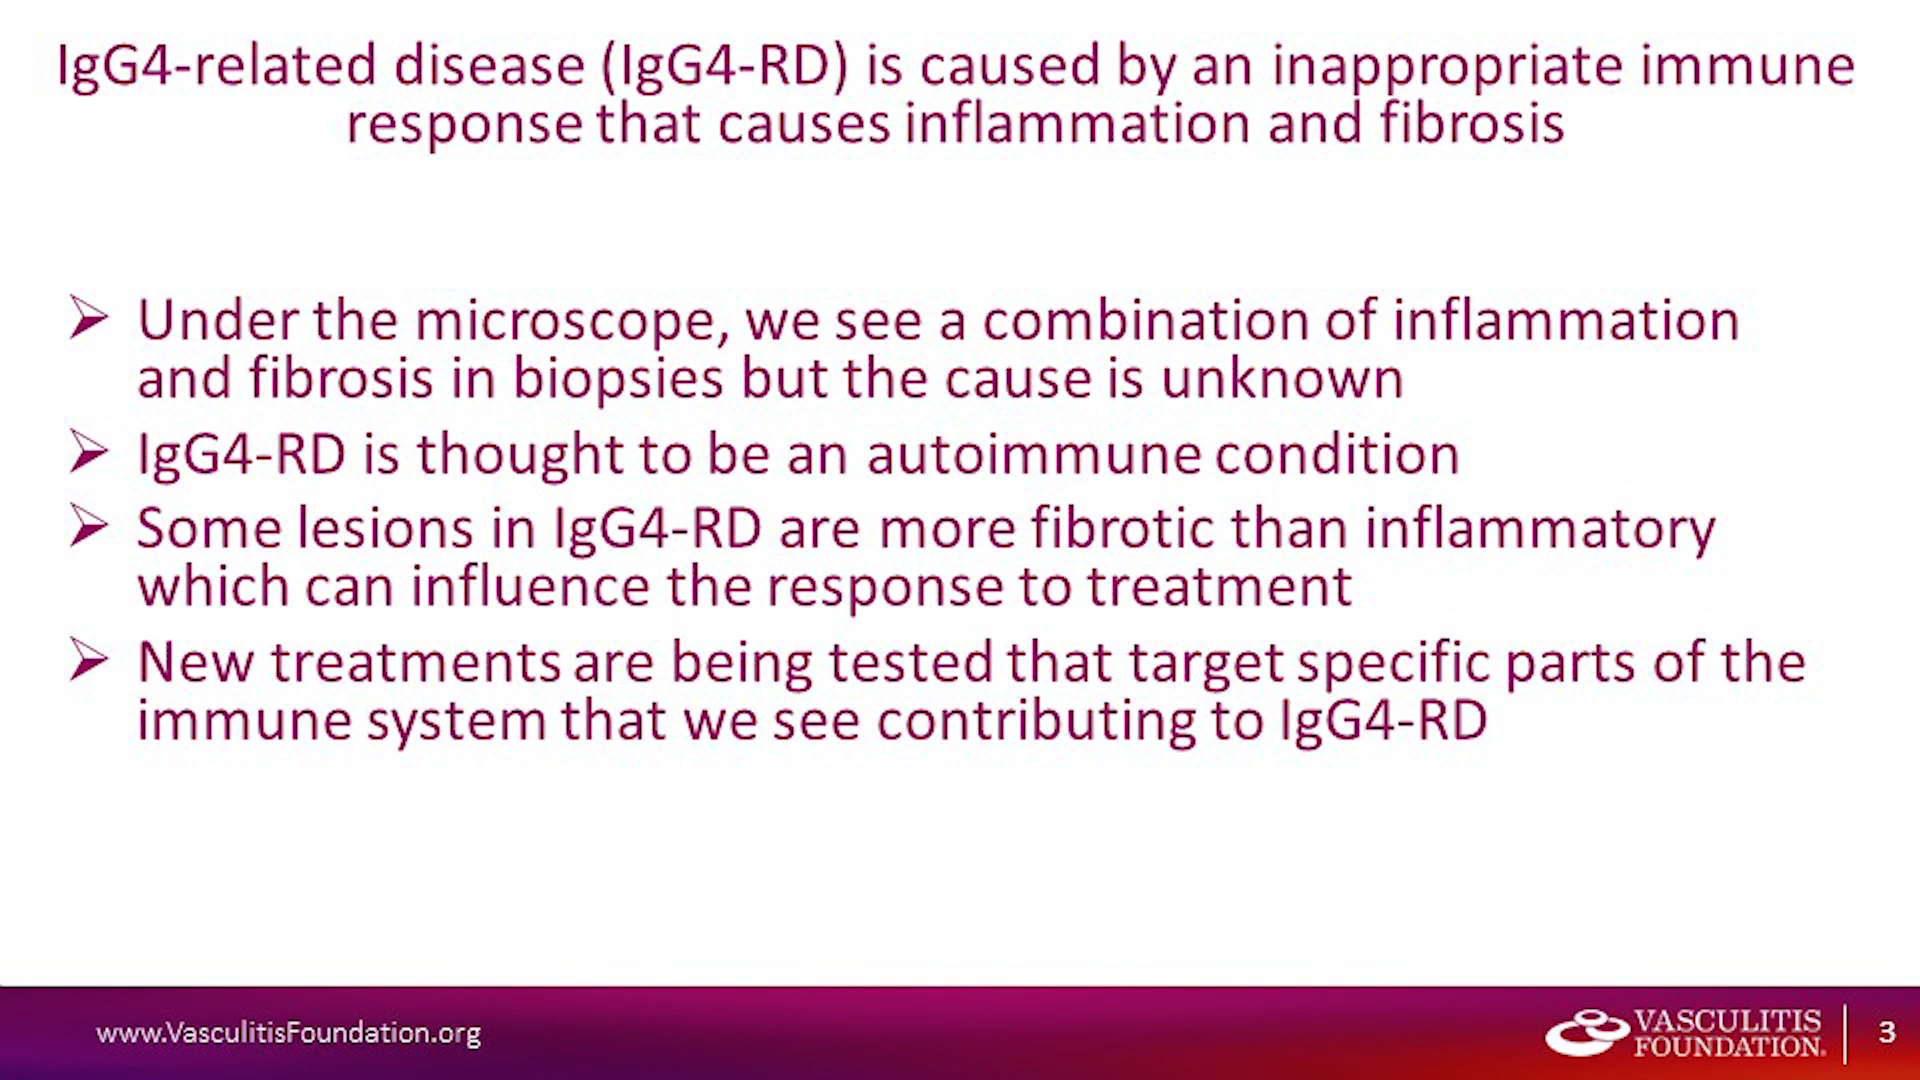 IgG4-related disease (IgG4-RD) is caused by an inappropriate immune
response that causes inflammation and fibrosis
Under the microscope, we see a combination of inflammation
and fibrosis in biopsies but the cause is unknown
IgG4-RD is thought to be an autoimmune condition
Some lesions in IgG4-RD are more fibrotic than inflammatory
which can influence the response to treatment
New treatments are being tested that target specific parts of the
immune system that we see contributing to IgG4-RD
www.VasculitisFoundation.org
VASCULITIS
FOUNDATION.
3